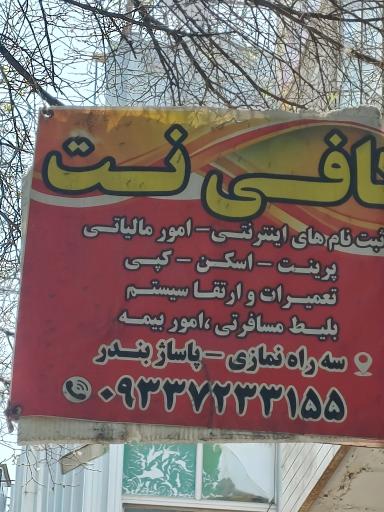 کافی نت
ثبت نام های اینترنتی - امور مالیاتی
پرینت - اسکن - کپی
تعمیرات و ارتقا سیستم
بلیط مسافرتی ،امور بیمه
سه راه نمازی - پاساژ بندر
۰۹۳۳۷۲۳۳۱۵۵